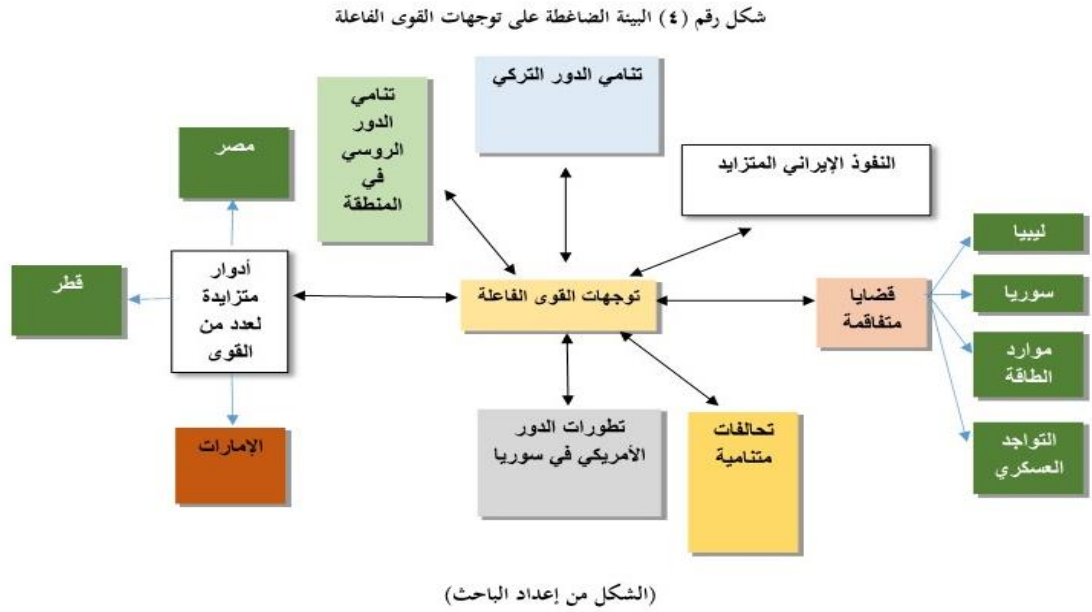 شكل رقم (٤) البيئة الضاغطة على توجهات القوى الفاعلة
تنامي الدور التركي
تنامي
الدور
الروسي
في
المنطقة
النفوذ الإيراني المتزايد
مصر
ليبيا
قطر
أدوار
متزايدة
لعدد من
القوى
توجهات القوى الفاعلة
قضايا
متفاقمة
سوريا
موارد
الطاقة
الإمارات
تطورات الدور
الأمريكي في سوريا
تحالفات
متنامية
التواجد
العسكري
(الشكل من إعداد الباحث)